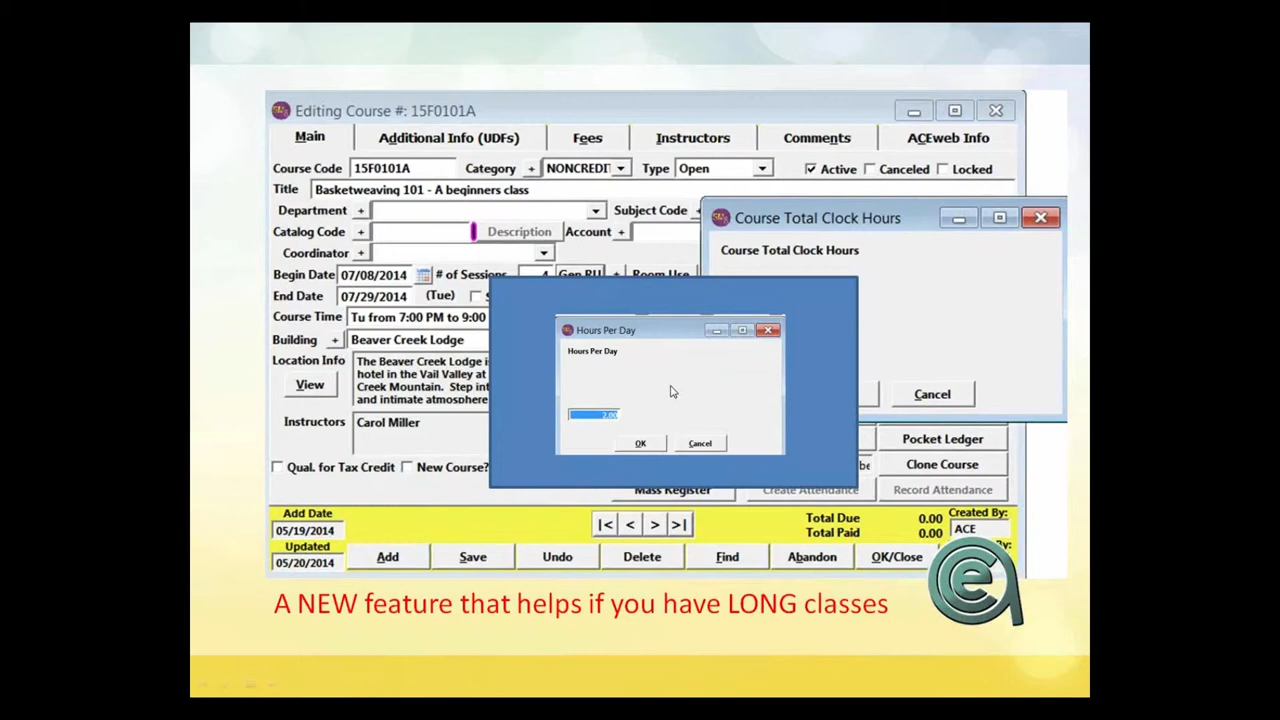 Editing Course #: 15F0101A
Main Additional Info (UDFs) Fees Instructors Comments ACEweb Info
Course Code 15F0101A Category + NONCREDI Type Open Active Canceled Locked
Title Basketweaving 101 - A beginners class
Department + Subject Code
Catalog Code + Description Account +
Coordinator +
Begin Date 07/08/2014 # of Sessions 4 Gen RU + Room Use
End Date 07/29/2014 (Tue)
Course Time Tu from 7:00 PM to 9:00
Building + Beaver Creek Lodge
Location Info The Beaver Creek Lodge
View hotel in the Vail Valley at
Creek Mountain. Step int
and intimate atmosphere
Instructors Carol Miller
Qual. for Tax Credit New Course?
Course Total Clock Hours
Course Total Clock Hours
Cancel
Hours Per Day
Hours Per Day
2.00
OK Cancel
Pocket Ledger
Clone Course
Mass Register Create Attendance Record Attendance
Add Date
05/19/2014
Updated
05/20/2014
|< < > >|
Total Due 0.00
Total Paid 0.00
Created By:
ACE
Add Save Undo Delete Find Abandon OK/Close
A NEW feature that helps if you have LONG classes